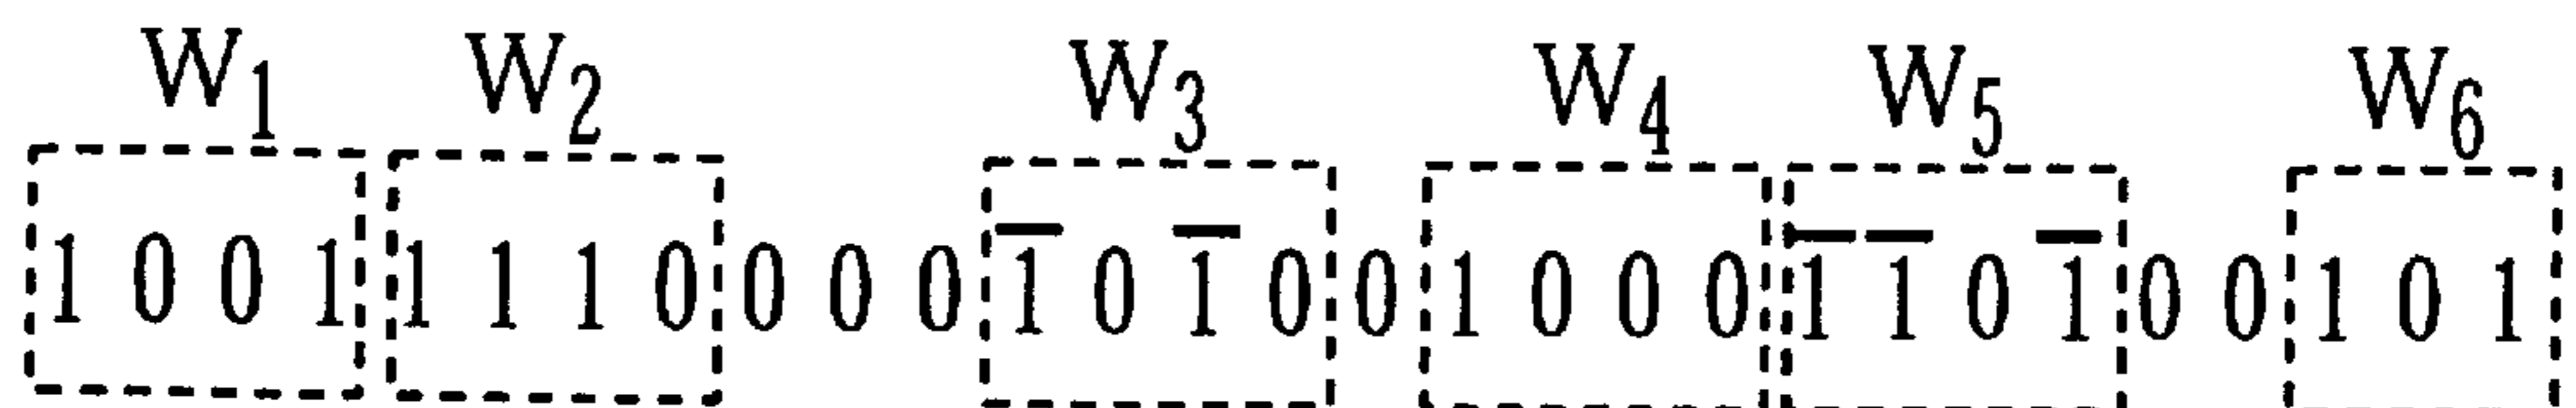 W₁ W₂ W₃ W₄ W₅ W₆
1 0 0 1 1 1 1 0 0 0 0 1̅ 0 1̅ 0 0 1 0 0 0 1̅ 1̅ 0 1̅ 0 0 1 0 1